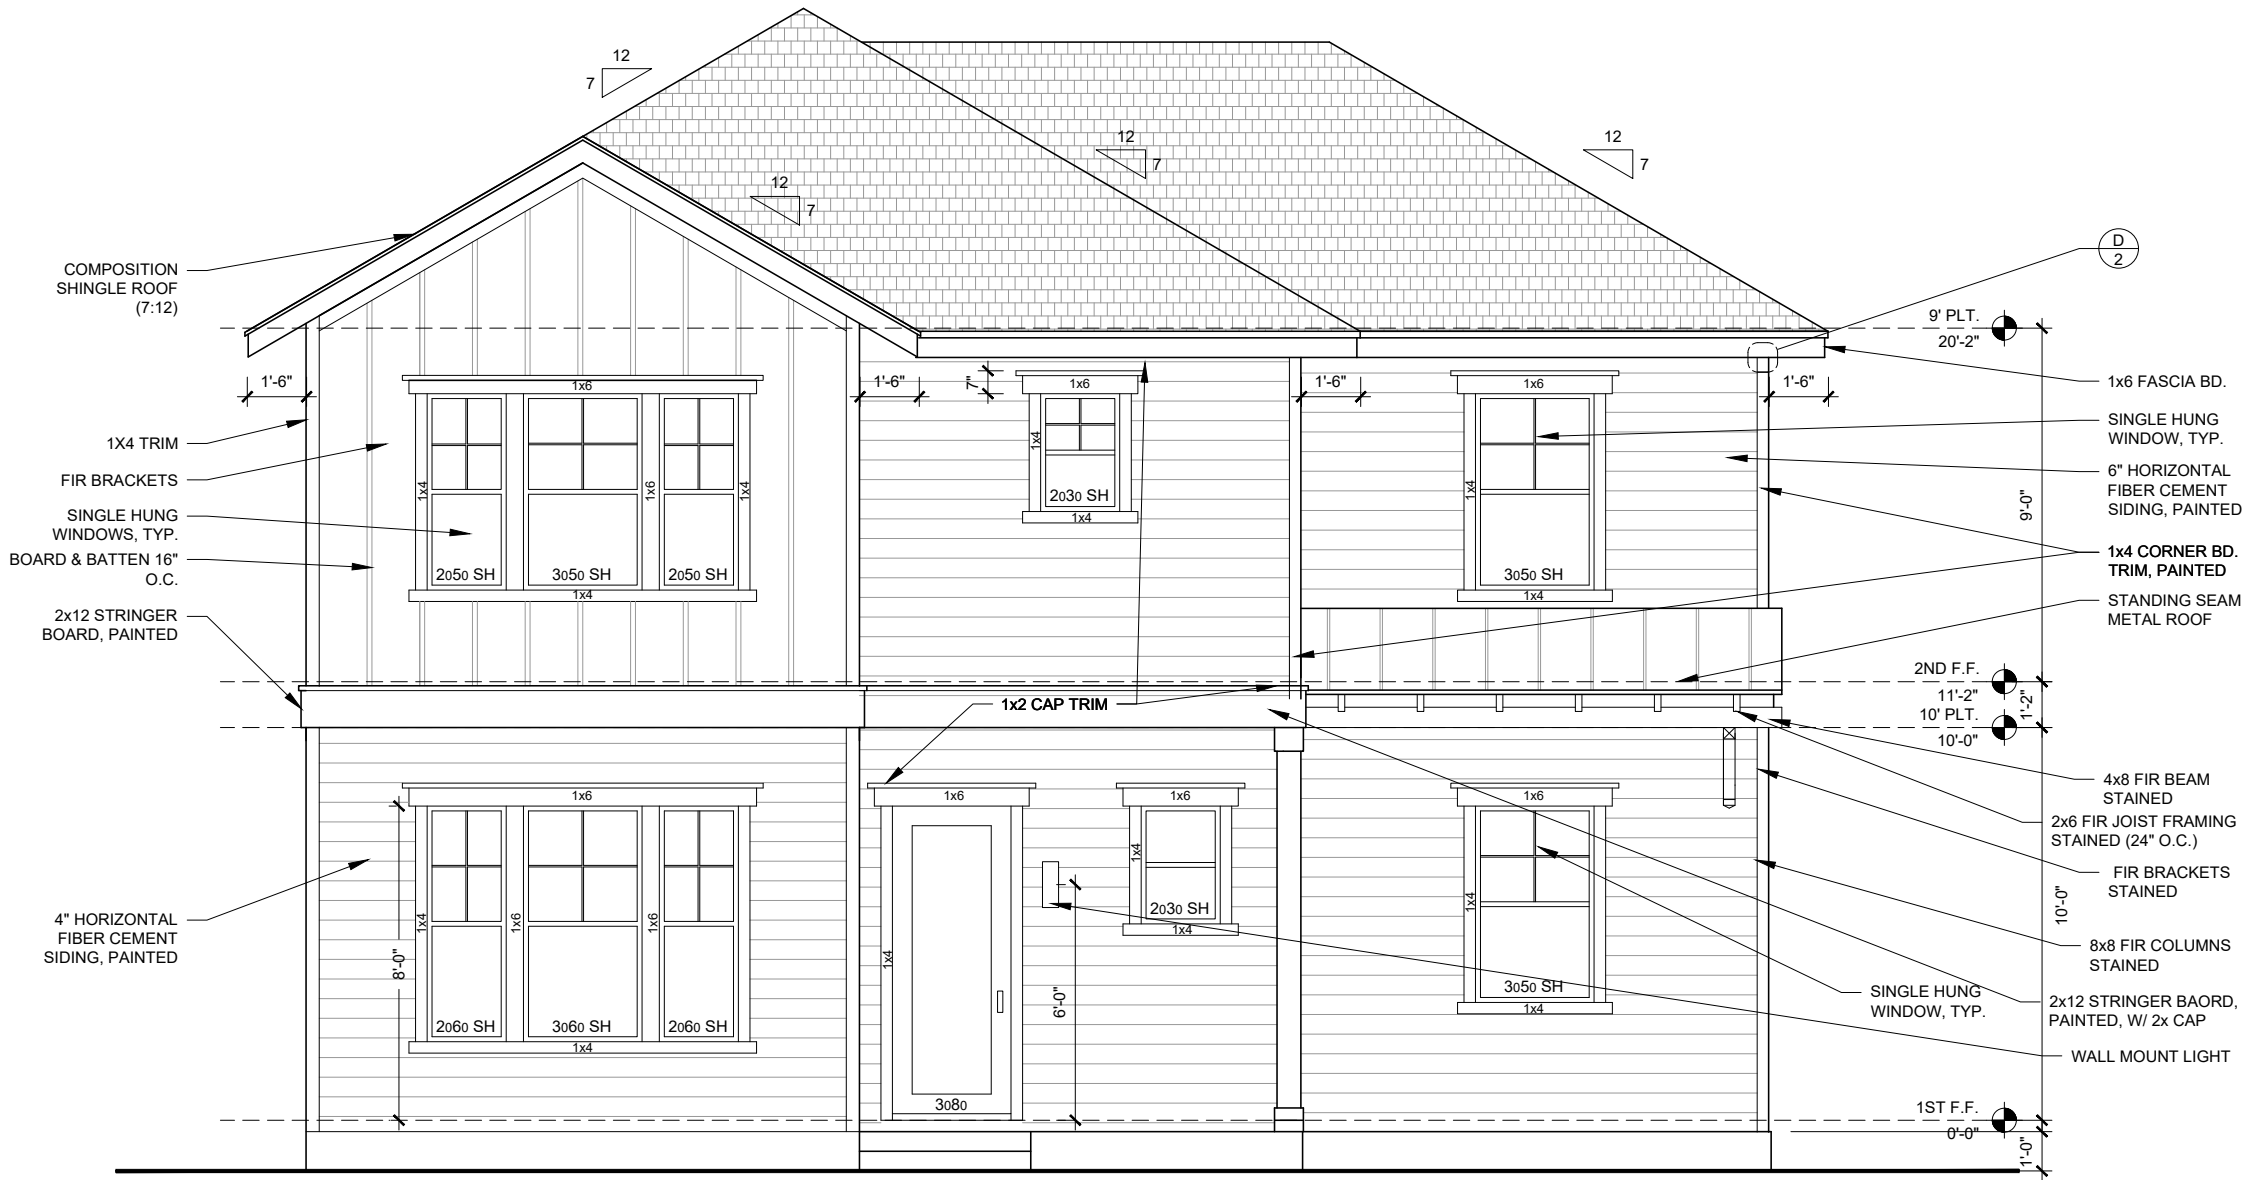 12
7
12
7
12
7
12
7
COMPOSITION
SHINGLE ROOF
(7:12)
D
2
9' PLT.
20'-2"
1'-6"
1'-6"
7"
1'-6"
1'-6"
1x6 FASCIA BD.
1x6
1x6
1x6
SINGLE HUNG
WINDOW, TYP.
1X4 TRIM
FIR BRACKETS
1x4
1x4
1x6
1x4
1x4
6" HORIZONTAL
FIBER CEMENT
SIDING, PAINTED
SINGLE HUNG
WINDOWS, TYP.
2030 SH
1x4
9'-0"
BOARD & BATTEN 16"
O.C.
2050 SH
3050 SH
2050 SH
3050 SH
1x4
1x4
1x4 CORNER BD.
TRIM, PAINTED
2x12 STRINGER
BOARD, PAINTED
STANDING SEAM
METAL ROOF
2ND F.F.
11'-2"
1'-2"
10' PLT.
10'-0"
1x2 CAP TRIM
4x8 FIR BEAM
STAINED
1x6
1x6
1x6
1x6
2x6 FIR JOIST FRAMING
STAINED (24" O.C.)
1x4
1x4
FIR BRACKETS
STAINED
4" HORIZONTAL
FIBER CEMENT
SIDING, PAINTED
1x4
1x6
1x6
1x4
2030 SH
1x4
10'-0"
8x8 FIR COLUMNS
STAINED
8'-0"
1x4
6'-0"
3050 SH
1x4
SINGLE HUNG
WINDOW, TYP.
2x12 STRINGER BAORD,
PAINTED, W/ 2x CAP
2060 SH
3060 SH
2060 SH
1x4
WALL MOUNT LIGHT
3080
1ST F.F.
0'-0"
1'-0"